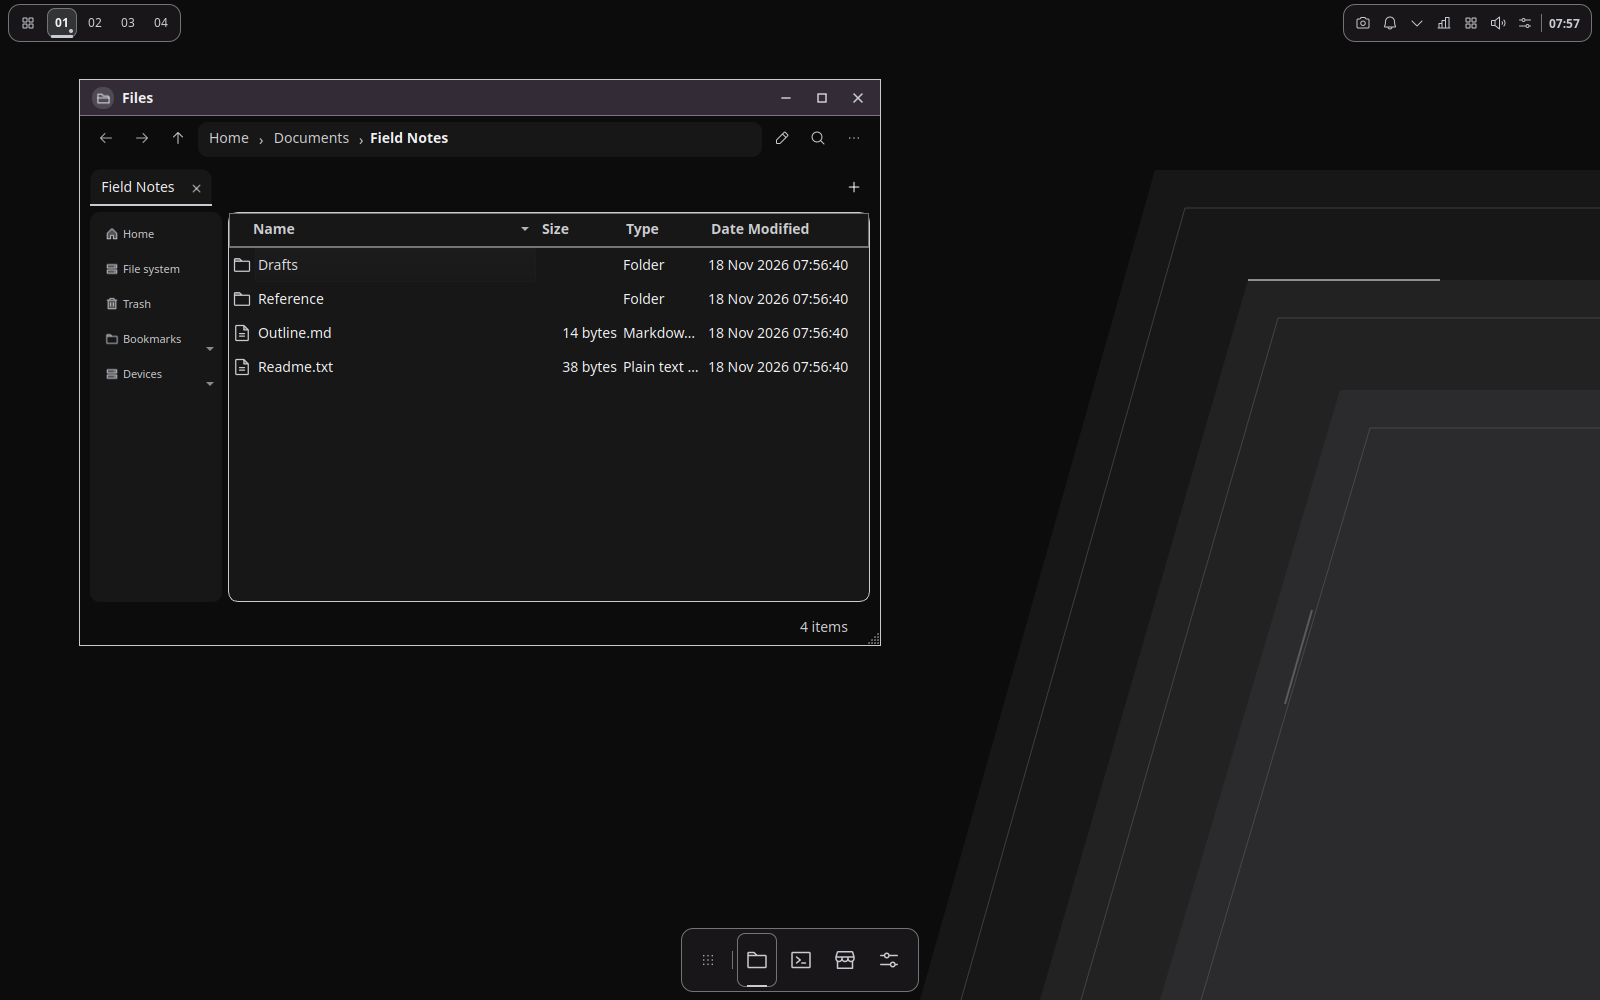 01 02 03 04
07:57
Files
Home › Documents › Field Notes
Field Notes
Home
File system
Trash
Bookmarks
Devices
Name Size Type Date Modified
Drafts Folder 18 Nov 2026 07:56:40
Reference Folder 18 Nov 2026 07:56:40
Outline.md 14 bytes Markdow... 18 Nov 2026 07:56:40
Readme.txt 38 bytes Plain text ... 18 Nov 2026 07:56:40
4 items